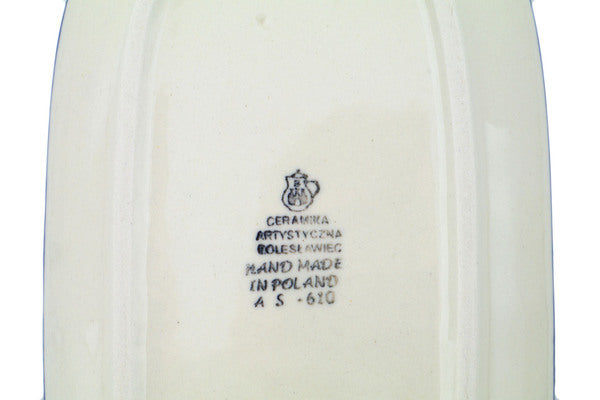 CERAMIKA
ARTYSTYCZNA
BOLESŁAWIEC
HAND MADE
IN POLAND
A S -610